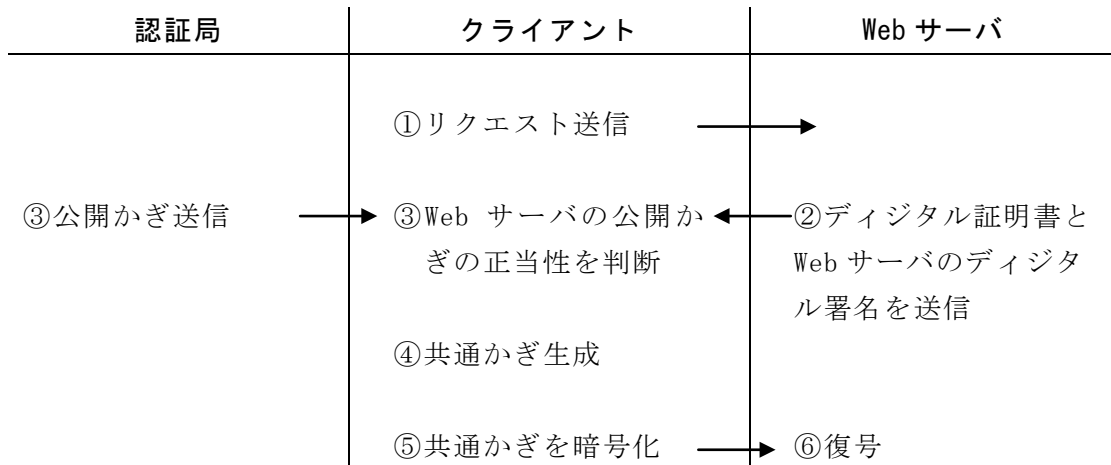 認証局 クライアント Web サーバ
①リクエスト送信
③公開かぎ送信 ③Web サーバの公開か ②ディジタル証明書と
ぎの正当性を判断 Web サーバのディジタ
ル署名を送信
④共通かぎ生成
⑤共通かぎを暗号化 ⑥復号